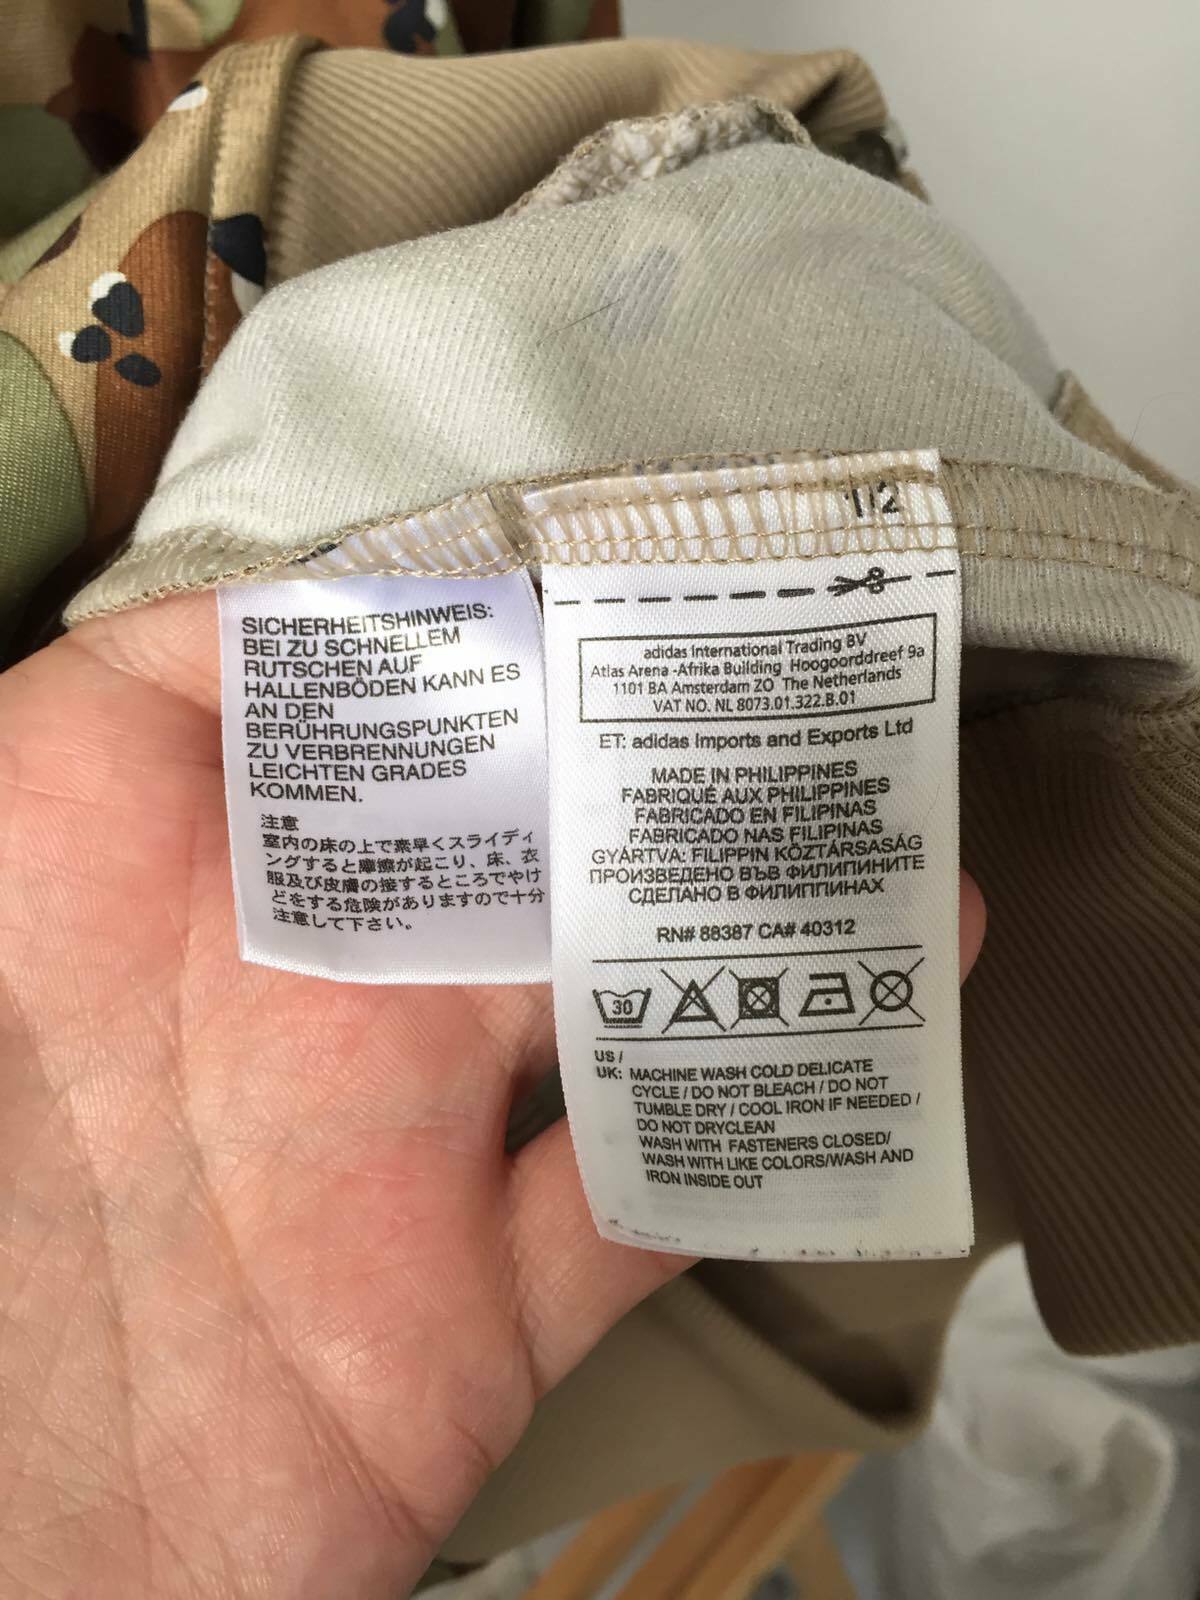 SICHERHEITSHINWEIS:
BEI ZU SCHNELLEM
RUTSCHEN AUF
HALLENBÖDEN KANN ES
AN DEN
BERÜHRUNGSPUNKTEN
ZU VERBRENNUNGEN
LEICHTEN GRADES
KOMMEN.
注意
室内の床の上で素早くスライディ
ングすると摩擦が起こり、床、衣
服及び皮膚の接するところでやけ
どをする危険がありますので十分
注意して下さい。
1/2
adidas International Trading BV
Atlas Arena -Afrika Building Hoogoorddreef 9a
1101 BA Amsterdam ZO The Netherlands
VAT NO. NL 8073.01.322.B.01
ET: adidas Imports and Exports Ltd
MADE IN PHILIPPINES
FABRIQUÉ AUX PHILIPPINES
FABRICADO EN FILIPINAS
FABRICADO NAS FILIPINAS
GYÁRTVA: FILIPPIN KÖZTÁRSASÁG
ПРОИЗВЕДЕНО ВЪВ ФИЛИПИНИТЕ
СДЕЛАНО В ФИЛИППИНАХ
RN# 88387 CA# 40312
30
US /
UK: MACHINE WASH COLD DELICATE
CYCLE / DO NOT BLEACH / DO NOT
TUMBLE DRY / COOL IRON IF NEEDED /
DO NOT DRYCLEAN
WASH WITH FASTENERS CLOSED/
WASH WITH LIKE COLORS/WASH AND
IRON INSIDE OUT